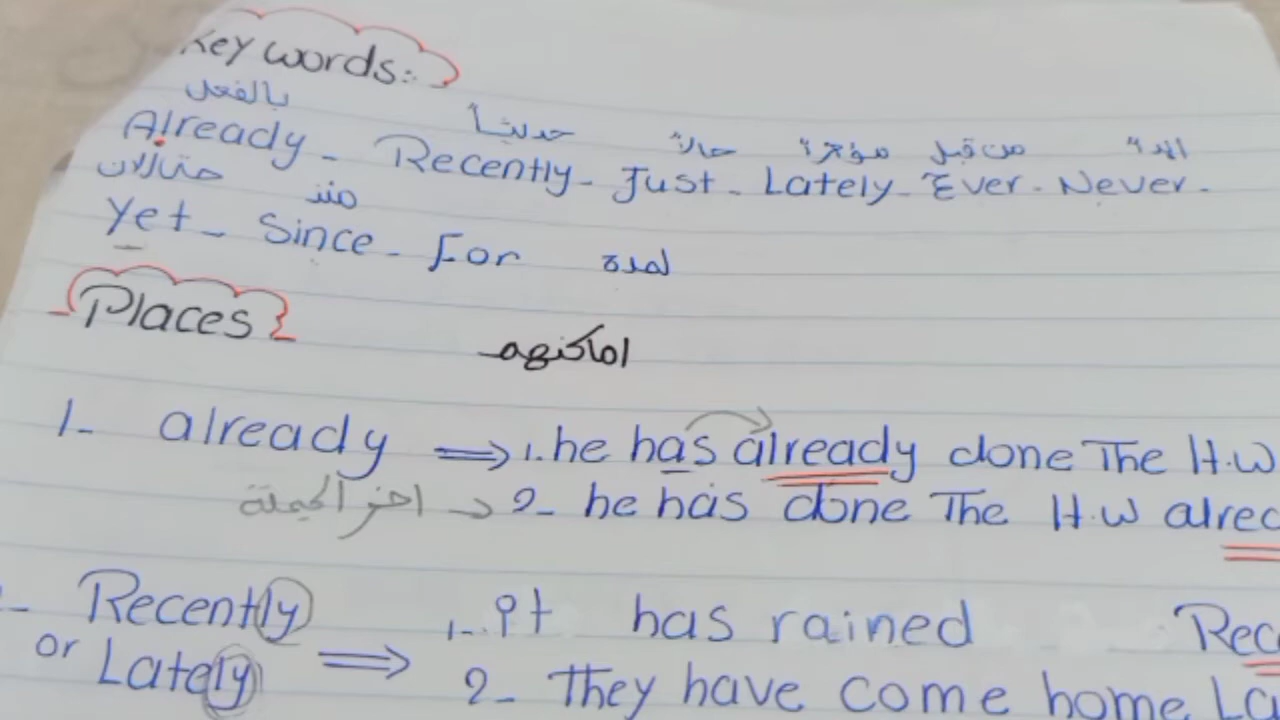 Key words:
بالفعل حديثاً حالاً مؤخرة من قبل ابدا
Already - Recently - Just - Lately - Ever - Never -
حتى الان منذ
Yet - Since - For لمدة
Places
اماكنهم
1- already ⇒ 1. he has already done The H.W
اخر الجملة → 2- he has done The H.W alrea
- Recently ⇒ 1- It has rained Rec
or Lately 2- They have come home La